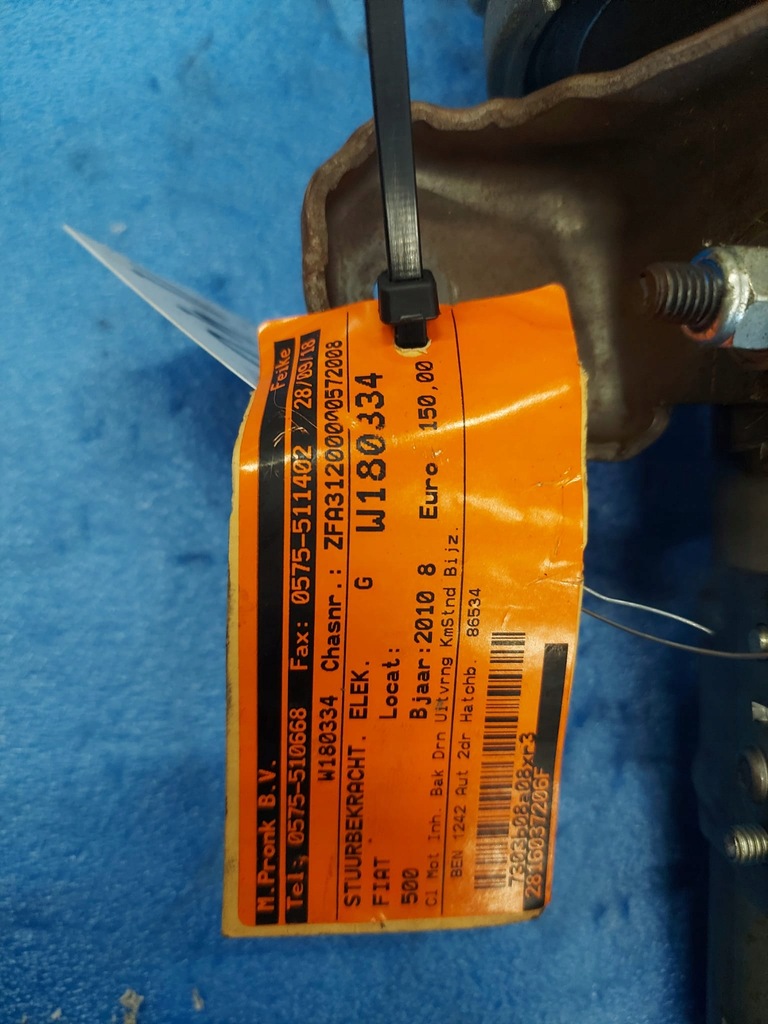 M.Pronk B.V. Feike
Tel.: 0575-510668 Fax: 0575-511402 / 28/09/18
W180334 Chasnr.: ZFA31200000572008
STUURBEKRACHT. ELEK. G W180334
FIAT Locat:
500 Bjaar:2010 8 Euro 150,00
Cl Mot Inh. Bak Drn Uitvrng KmStnd Bijz.
BEN 1242 Aut 2dr Hatchb. 86534
7303b08a08xr3
2816037206F